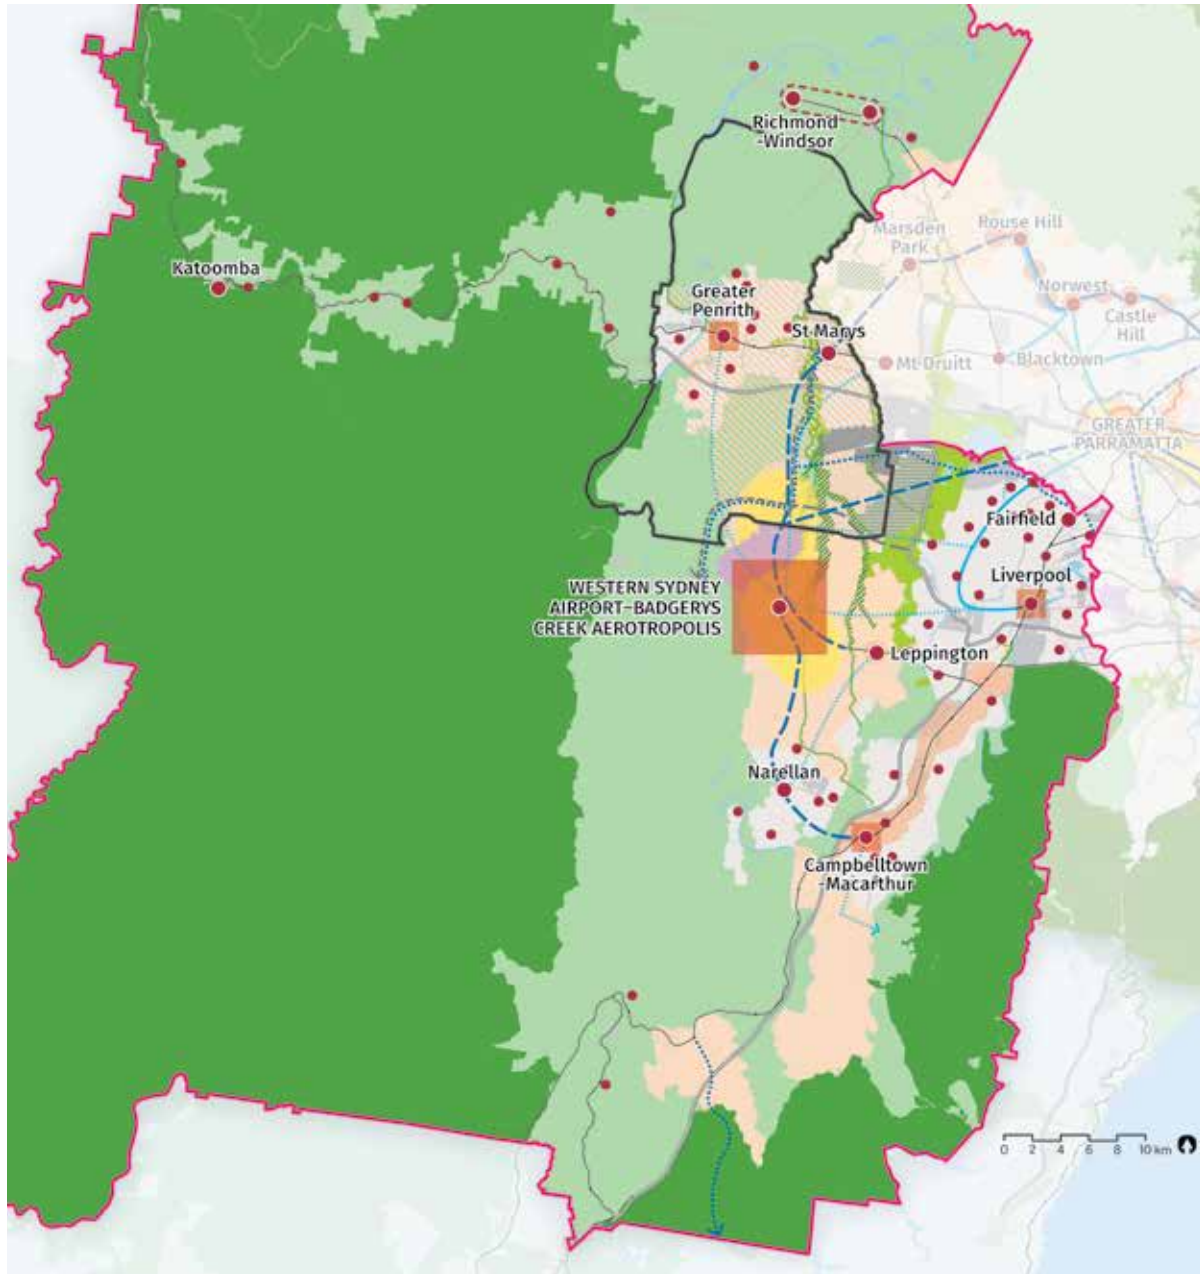 Richmond
-Windsor
Marsden
Park
Rouse Hill
Katoomba
Norwest
Castle
Hill
Greater
Penrith
St Marys
Mt Druitt
Blacktown
GREATER
PARRAMATTA
Fairfield
Liverpool
WESTERN SYDNEY
AIRPORT–BADGERYS
CREEK AEROTROPOLIS
Leppington
Narellan
Campbelltown
-Macarthur
0 2 4 6 8 10 km